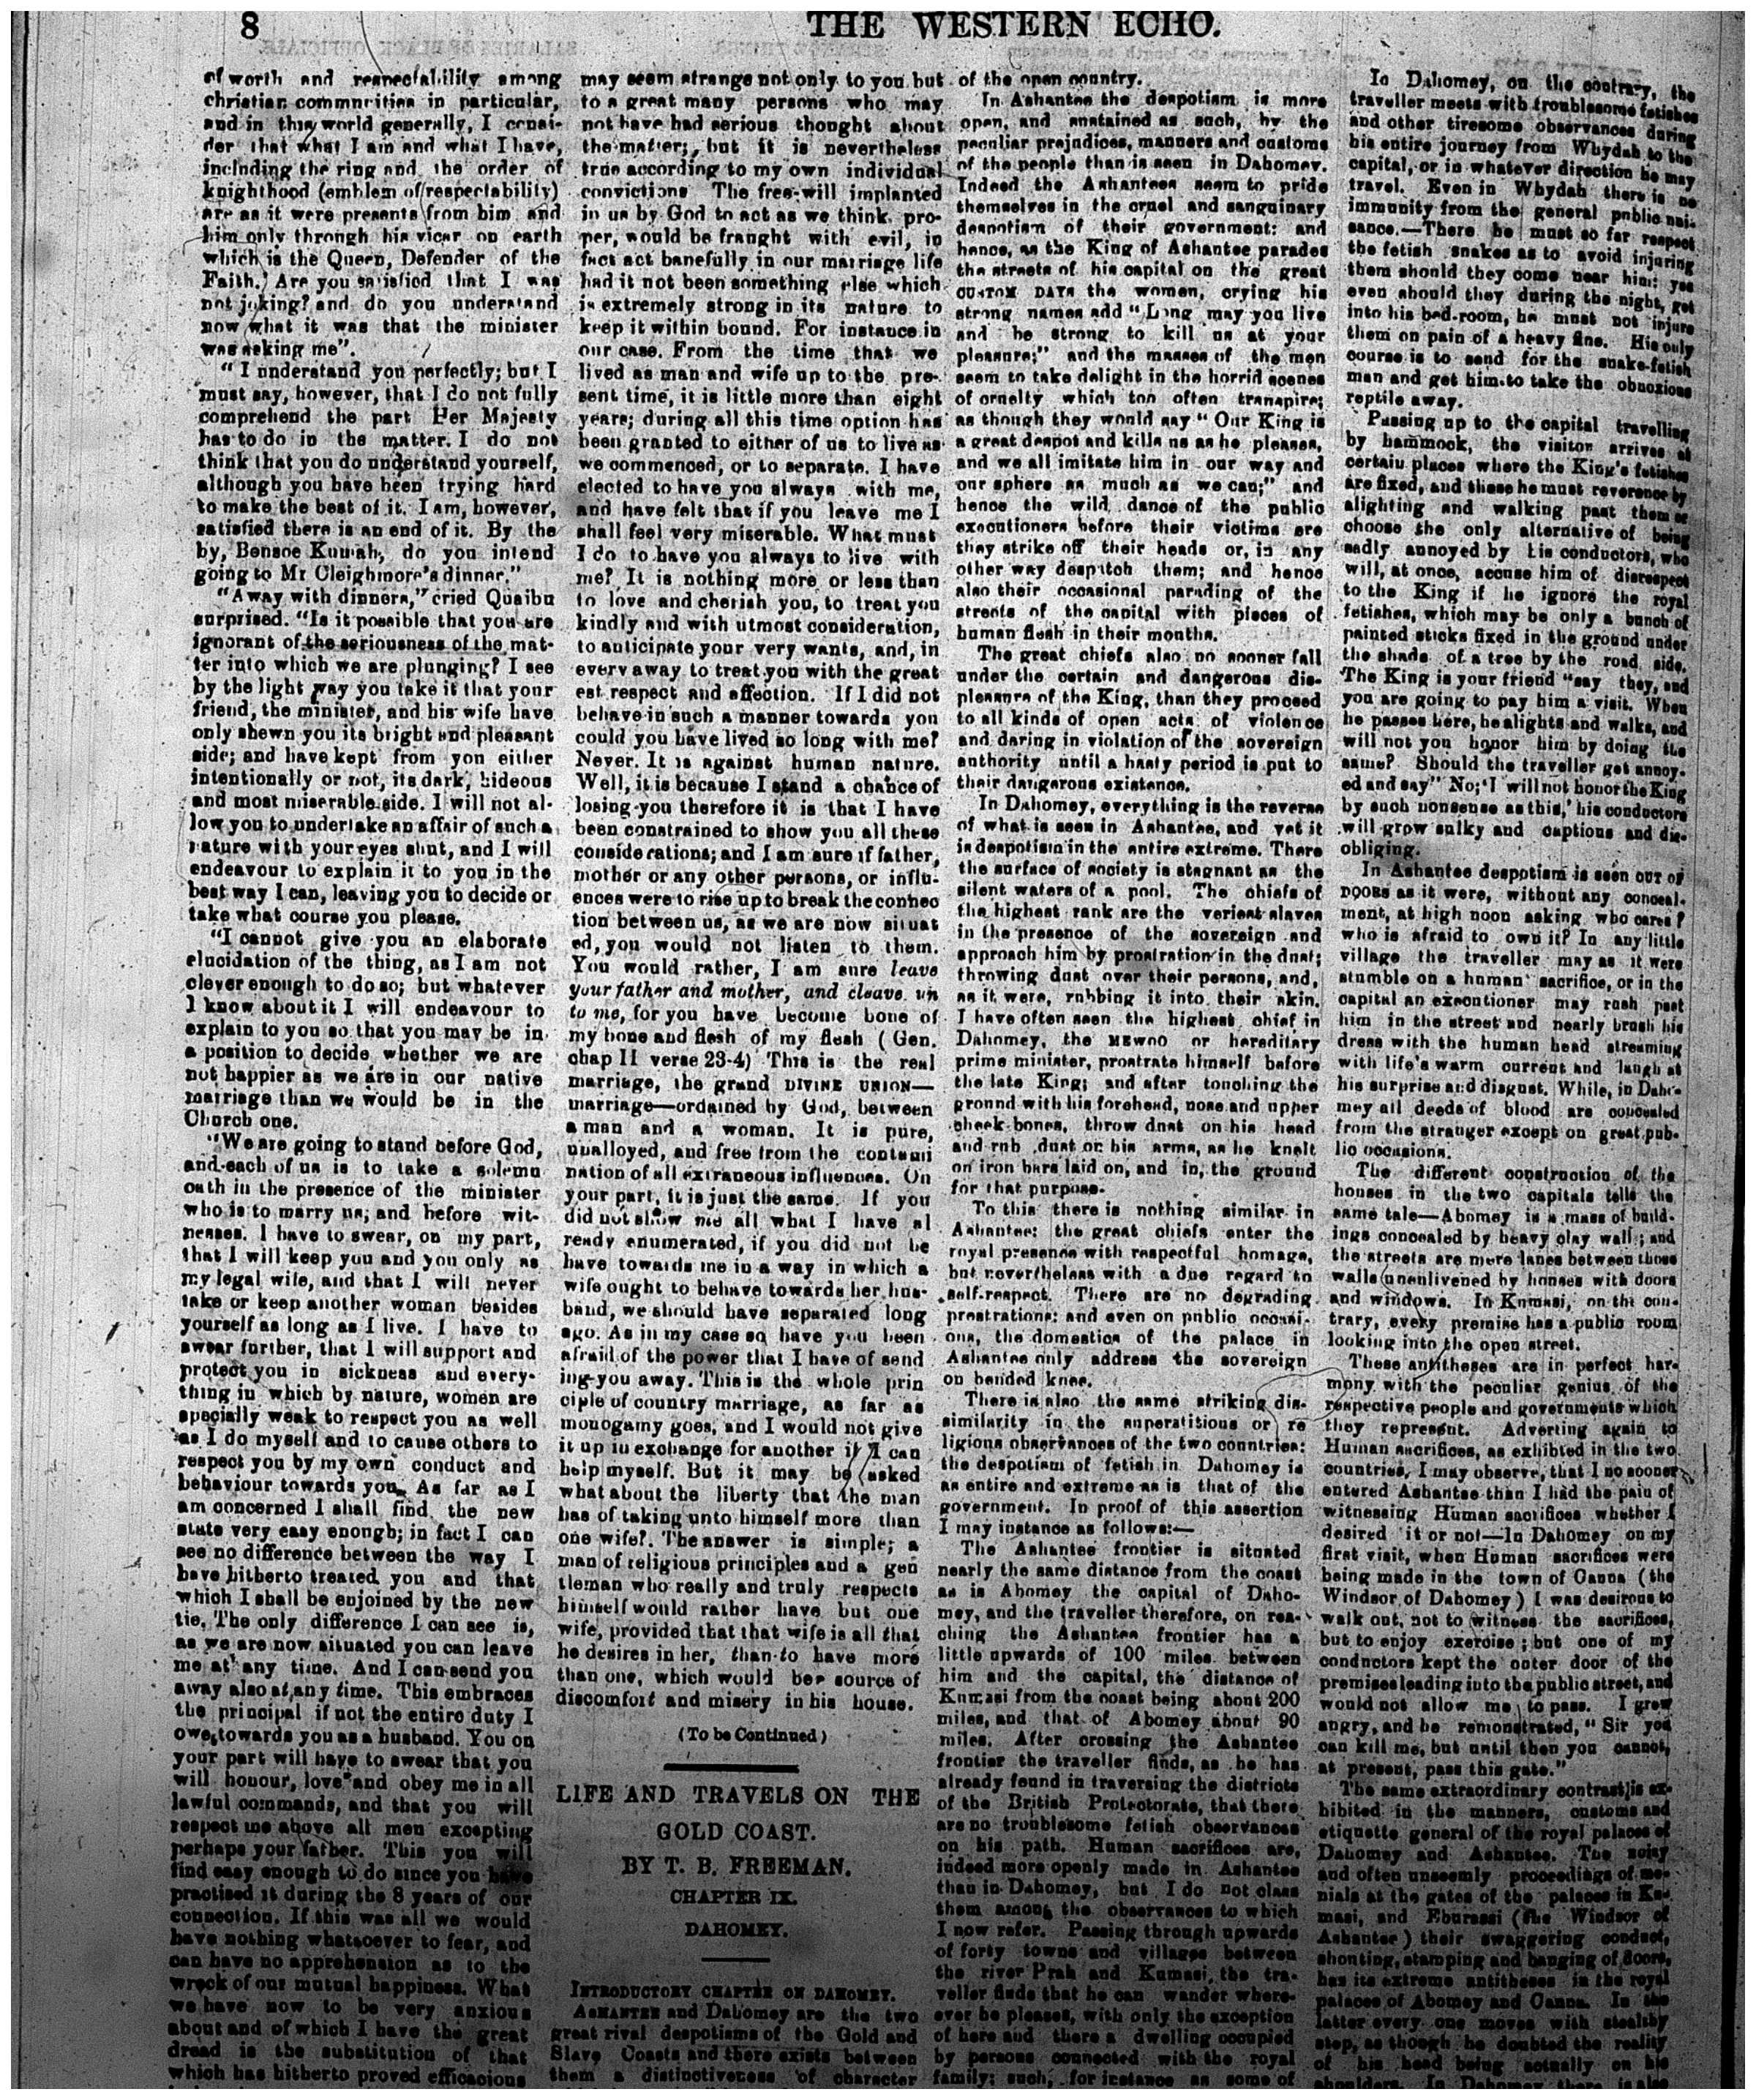 8
THE WESTERN ECHO.
of worth and respectability among
christian communities in particular,
and in this world generally, I consi-
der that what I am and what I have,
including the ring and the order of
knighthood (emblem of respectability)
are as it were presents from him and
him only through his vicar on earth
which is the Queen, Defender of the
Faith. Are you satisfied that I was
not joking? and do you understand
now what it was that the minister
was asking me".
"I understand you perfectly; but I
must say, however, that I do not fully
comprehend the part Her Majesty
has to do in the matter. I do not
think that you do understand yourself,
although you have been trying hard
to make the best of it. I am, however,
satisfied there is an end of it. By the
by, Bensoe Kumah, do you intend
going to Mr Cleighmore's dinner."
"Away with dinners," cried Quaibu
surprised. "Is it possible that you are
ignorant of the seriousness of the mat-
ter into which we are plunging? I see
by the light way you take it that your
friend, the minister, and his wife have
only shewn you its bright and pleasant
side; and have kept from you either
intentionally or not, its dark, hideous
and most miserable side. I will not al-
low you to undertake an affair of such a
nature with your eyes shut, and I will
endeavour to explain it to you in the
best way I can, leaving you to decide or
take what course you please.
"I cannot give you an elaborate
elucidation of the thing, as I am not
clever enough to do so; but whatever
I know about it I will endeavour to
explain to you so that you may be in
a position to decide whether we are
not happier as we are in our native
marriage than we would be in the
Church one.
"We are going to stand before God,
and each of us is to take a solemn
oath in the presence of the minister
who is to marry us; and before wit-
nesses. I have to swear, on my part,
that I will keep you and you only as
my legal wife, and that I will never
take or keep another woman besides
yourself as long as I live. I have to
swear further, that I will support and
protect you in sickness and every-
thing in which by nature, women are
specially weak to respect you as well
as I do myself and to cause others to
respect you by my own conduct and
behaviour towards you. As far as I
am concerned I shall find the new
state very easy enough; in fact I can
see no difference between the way I
have hitherto treated you and that
which I shall be enjoined by the new
tie. The only difference I can see is,
as we are now situated you can leave
me at any time. And I can send you
away also at any time. This embraces
the principal if not the entire duty I
owe towards you as a husband. You on
your part will have to swear that you
will honour, love and obey me in all
lawful commands, and that you will
respect me above all men excepting
perhaps your father. This you will
find easy enough to do since you have
practised it during the 8 years of our
connection. If this was all we would
have nothing whatsoever to fear, and
can have no apprehension as to the
wreck of our mutual happiness. What
we have now to be very anxious
about and of which I have the great
dread is the substitution of that
which has hitherto proved efficacious
may seem strange not only to you but
to a great many persons who may
not have had serious thought about
the matter; but it is nevertheless
true according to my own individual
convictions The free-will implanted
in us by God to act as we think pro-
per, would be fraught with evil, in
fact act banefully in our marriage life
had it not been something else which
is extremely strong in its nature to
keep it within bound. For instance in
our case. From the time that we
lived as man and wife up to the pre-
sent time, it is little more than eight
years; during all this time option has
been granted to either of us to live as
we commenced, or to separate. I have
elected to have you always with me,
and have felt that if you leave me I
shall feel very miserable. What must
I do to have you always to live with
me? It is nothing more or less than
to love and cherish you, to treat you
kindly and with utmost consideration,
to anticipate your very wants, and, in
every away to treat you with the great
est respect and affection. If I did not
behave in such a manner towards you
could you have lived so long with me?
Never. It is against human nature.
Well, it is because I stand a chance of
losing you therefore it is that I have
been constrained to show you all these
considerations; and I am sure if father,
mother or any other persons, or influ-
ences were to rise up to break the connec
tion between us, as we are now situat
ed, you would not listen to them.
You would rather, I am sure leave
your father and mother, and cleave un
to me, for you have become bone of
my bone and flesh of my flesh (Gen.
chap II verse 23-4) This is the real
marriage, the grand DIVINE UNION—
marriage—ordained by God, between
a man and a woman. It is pure,
unalloyed, and free from the contami
nation of all extraneous influences. On
your part, it is just the same. If you
did not show me all what I have al
ready enumerated, if you did not be
have towards me in a way in which a
wife ought to behave towards her hus-
band, we should have separated long
ago. As in my case so have you been
afraid of the power that I have of send
ing you away. This is the whole prin
ciple of country marriage, as far as
monogamy goes, and I would not give
it up in exchange for another if I can
help myself. But it may be asked
what about the liberty that the man
has of taking unto himself more than
one wife?. The answer is simple; a
man of religious principles and a gen
tleman who really and truly respects
himself would rather have but one
wife, provided that that wife is all that
he desires in her, than to have more
than one, which would be a source of
discomfort and misery in his house.
(To be Continued)
LIFE AND TRAVELS ON THE
GOLD COAST.
BY T. B. FREEMAN.
CHAPTER IX.
DAHOMEY.
INTRODUCTORY CHAPTER ON DAHOMEY.
ASHANTEE and Dahomey are the two
great rival despotisms of the Gold and
Slave Coasts and there exists between
them a distinctiveness of character
of the open country.
In Ashantee the despotism is more
open, and sustained as such, by the
peculiar prejudices, manners and customs
of the people than is seen in Dahomey.
Indeed the Ashantees seem to pride
themselves in the cruel and sanguinary
despotism of their government: and
hence, as the King of Ashantee parades
the streets of his capital on the great
CUSTOM DAYS the women, crying his
strong names add "Long may you live
and be strong to kill us at your
pleasure;" and the masses of the men
seem to take delight in the horrid scenes
of cruelty which too often transpire;
as though they would say "Our King is
a great despot and kills us as he pleases,
and we all imitate him in our way and
our sphere as much as we can;" and
hence the wild dance of the public
executioners before their victims ere
they strike off their heads or, in any
other way despatch them; and hence
also their occasional parading of the
streets of the capital with pieces of
human flesh in their mouths.
The great chiefs also no sooner fall
under the certain and dangerous dis-
pleasure of the King, than they proceed
to all kinds of open acts of violence
and daring in violation of the sovereign
authority until a hasty period is put to
their dangerous existence.
In Dahomey, everything is the reverse
of what is seen in Ashantee, and yet it
is despotism in the entire extreme. There
the surface of society is stagnant as the
silent waters of a pool. The chiefs of
the highest rank are the veriest slaves
in the presence of the sovereign and
approach him by prostration in the dust;
throwing dust over their persons, and,
as it were, rubbing it into their skin.
I have often seen the highest chief in
Dahomey, the MEWOO or hereditary
prime minister, prostrate himself before
the late King; and after touching the
ground with his forehead, nose and upper
cheek bones, throw dust on his head
and rub dust on his arms, as he knelt
on iron bars laid on, and in, the ground
for that purpose.
To this there is nothing similar in
Ashantee: the great chiefs enter the
royal presence with respectful homage,
but nevertheless with a due regard to
self-respect. There are no degrading
prostrations: and even on public occasi-
ons, the domestics of the palace in
Ashantee only address the sovereign
on bended knee.
There is also the same striking dis-
similarity in the superstitious or re
ligious observances of the two countries:
the despotism of fetish in Dahomey is
as entire and extreme as is that of the
government. In proof of this assertion
I may instance as follows:—
The Ashantee frontier is situated
nearly the same distance from the coast
as is Abomey the capital of Daho-
mey, and the traveller therefore, on rea-
ching the Ashantee frontier has a
little upwards of 100 miles between
him and the capital, the distance of
Kumasi from the coast being about 200
miles, and that of Abomey about 90
miles. After crossing the Ashantee
frontier the traveller finds, as he has
already found in traversing the districts
of the British Protectorate, that there
are no troublesome fetish observances
on his path. Human sacrifices are,
indeed more openly made in Ashantee
than in Dahomey, but I do not class
them among the observances to which
I now refer. Passing through upwards
of forty towns and villages between
the river Prah and Kumasi, the tra-
veller finds that he can wander where-
ever he pleases, with only the exception
of here and there a dwelling occupied
by persons connected with the royal
family; such, for instance as some of
In Dahomey, on the contrary, the
traveller meets with troublesome fetishes
and other tiresome observances during
his entire journey from Whydah to the
capital, or in whatever direction he may
travel. Even in Whydah there is no
immunity from the general public nui-
sance.—There he must so far respect
the fetish snakes as to avoid injuring
them should they come near him: yes
even should they during the night, get
into his bed-room, he must not injure
them on pain of a heavy fine. His only
course is to send for the snake-fetish
man and get him to take the obnoxious
reptile away.
Passing up to the capital travelling
by hammock, the visitor arrives at
certain places where the King's fetishes
are fixed, and these he must reverence by
alighting and walking past them or
choose the only alternative of being
sadly annoyed by his conductors, who
will, at once, accuse him of disrespect
to the King if he ignore the royal
fetishes, which may be only a bunch of
painted sticks fixed in the ground under
the shade of a tree by the road side.
The King is your friend "say they, and
you are going to pay him a visit. When
he passes here, he alights and walks, and
will not you honor him by doing the
same? Should the traveller get annoy-
ed and say" No; 'I will not honor the King
by such nonsense as this,' his conductors
will grow sulky and captious and dis-
obliging.
In Ashantee despotism is seen OUT OF
DOORS as it were, without any conceal-
ment, at high noon asking who cares?
who is afraid to own it? In any little
village the traveller may as it were
stumble on a human sacrifice, or in the
capital an executioner may rush past
him in the street and nearly brush his
dress with the human head streaming
with life's warm current and laugh at
his surprise and disgust. While, in Daho-
mey all deeds of blood are concealed
from the stranger except on great pub-
lic occasions.
The different construction of the
houses in the two capitals tells the
same tale—Abomey is a mass of build-
ings concealed by heavy clay wall; and
the streets are mere lanes between those
walls unenlivened by houses with doors
and windows. In Kumasi, on the con-
trary, every premise has a public room
looking into the open street.
These antitheses are in perfect har-
mony with the peculiar genius of the
respective people and governments which
they represent. Adverting again to
Human sacrifices, as exhibted in the two
countries, I may observe, that I no sooner
entered Ashantee than I had the pain of
witnessing Human sacrifices whether I
desired it or not—In Dahomey on my
first visit, when Human sacrifices were
being made in the town of Canna (the
Windsor of Dahomey) I was desirous to
walk out, not to witness the sacrifices,
but to enjoy exercise; but one of my
conductors kept the outer door of the
premises leading into the public street, and
would not allow me to pass. I grew
angry, and he remonstrated, "Sir you
can kill me, but until then you cannot,
at present, pass this gate."
The same extraordinary contrast is ex-
hibited in the manners, customs and
etiquette general of the royal palaces of
Dahomey and Ashantee. The noisy
and often unseemly proceedings of me-
nials at the gates of the palaces in Ku-
masi, and Eburassi (the Windsor of
Ashantee) their swaggering conduct,
shouting, stamping and banging of doors,
has its extreme antitheses in the royal
palaces of Abomey and Canna. In the
latter every one moves with stealthy
step, as though he doubted the reality
of his head being actually on his
shoulders. In Dahomey there is also